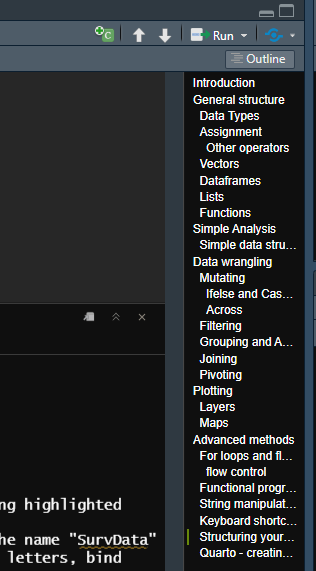 C
Run
Outline
Introduction
General structure
Data Types
Assignment
Other operators
Vectors
Dataframes
Lists
Functions
Simple Analysis
Simple data stru...
Data wrangling
Mutating
Ifelse and Cas...
Across
Filtering
Grouping and A...
Joining
Pivoting
Plotting
Layers
Maps
Advanced methods
For loops and fl...
flow control
Functional progr...
String manipulat...
Keyboard shortc...
Structuring your...
Quarto - creatin...
ng highlighted
he name "SurvData"
letters, bind